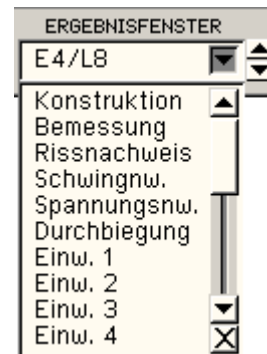 ERGEBNISFENSTER
E4/L8
Konstruktion
Bemessung
Rissnachweis
Schwingnw.
Spannungsnw.
Durchbiegung
Einw. 1
Einw. 2
Einw. 3
Einw. 4